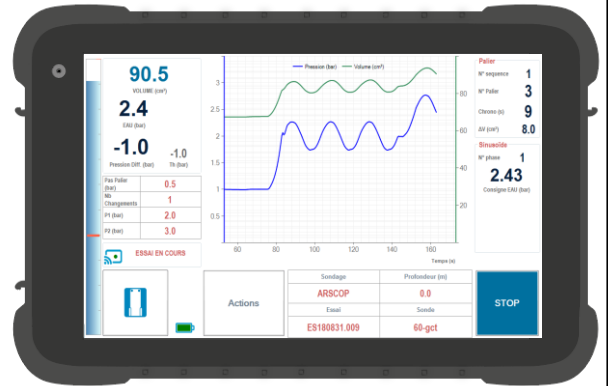 90.5
VOLUME (cm³)
2.4
EAU (bar)
-1.0
-1.0
Pression Diff. (bar)
Th (bar)
Pas Palier (bar)
0.5
Nb Changements
1
P1 (bar)
2.0
P2 (bar)
3.0
ESSAI EN COURS
Pression (bar)
Volume (cm³)
3
2.5
2
1.5
1
0.5
80
60
40
20
60
80
100
120
140
160
Temps (s)
Palier
N° sequence
1
N° Palier
3
Chrono (s)
9
ΔV (cm³)
8.0
Sinusoïde
N° phase
1
2.43
Consigne EAU (bar)
Actions
Sondage
Profondeur (m)
ARSCOP
0.0
Essai
Sonde
ES180831.009
60-gct
STOP